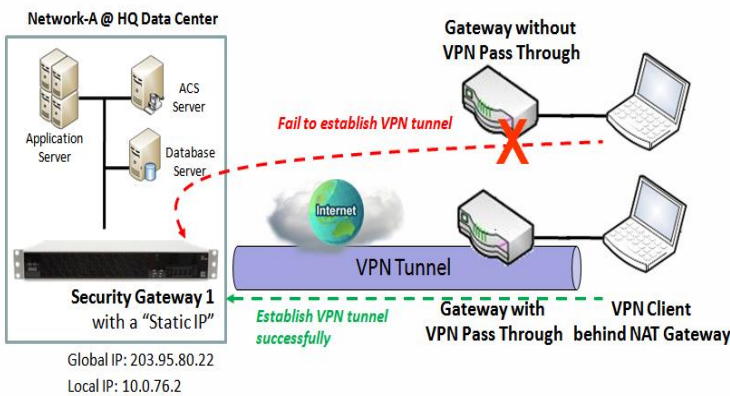 Network-A @ HQ Data Center
Gateway without
VPN Pass Through
ACS
Server
Application
Server
Database
Server
Fail to establish VPN tunnel
X
Internet
VPN Tunnel
Security Gateway 1
with a “Static IP”
Establish VPN tunnel
successfully
Gateway with
VPN Pass Through
VPN Client
behind NAT Gateway
Global IP: 203.95.80.22
Local IP: 10.0.76.2